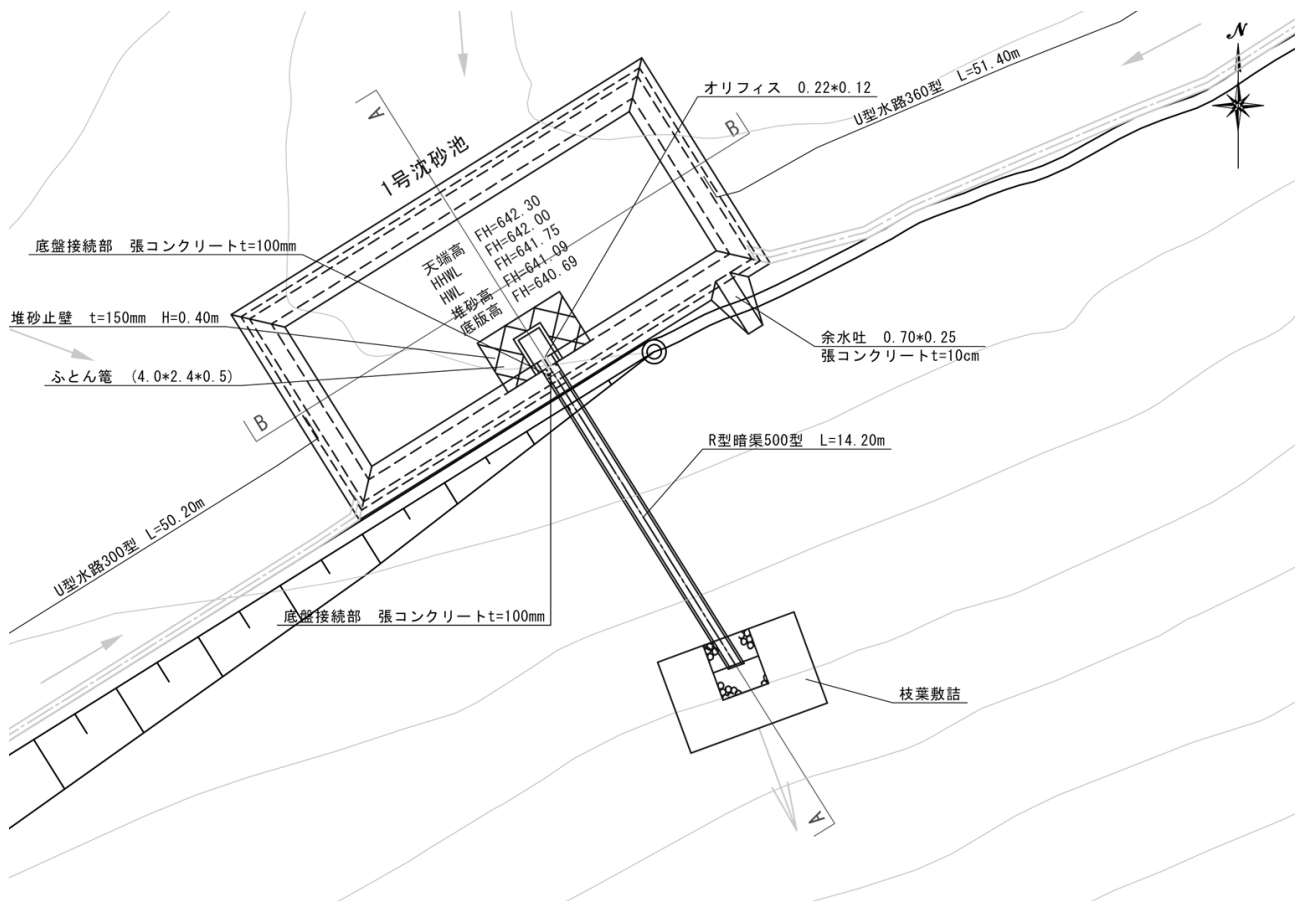 N
オリフィス 0.22*0.12
U型水路360型 L=51.40m
A
B
1号沈砂池
天端高 FH=642.30
HHWL FH=642.00
HWL FH=641.75
堆砂高 FH=641.09
底版高 FH=640.69
底盤接続部 張コンクリートt=100mm
堆砂止壁 t=150mm H=0.40m
ふとん篭 (4.0*2.4*0.5)
余水吐 0.70*0.25
張コンクリートt=10cm
B
R型暗渠500型 L=14.20m
U型水路300型 L=50.20m
底盤接続部 張コンクリートt=100mm
枝葉敷詰
A